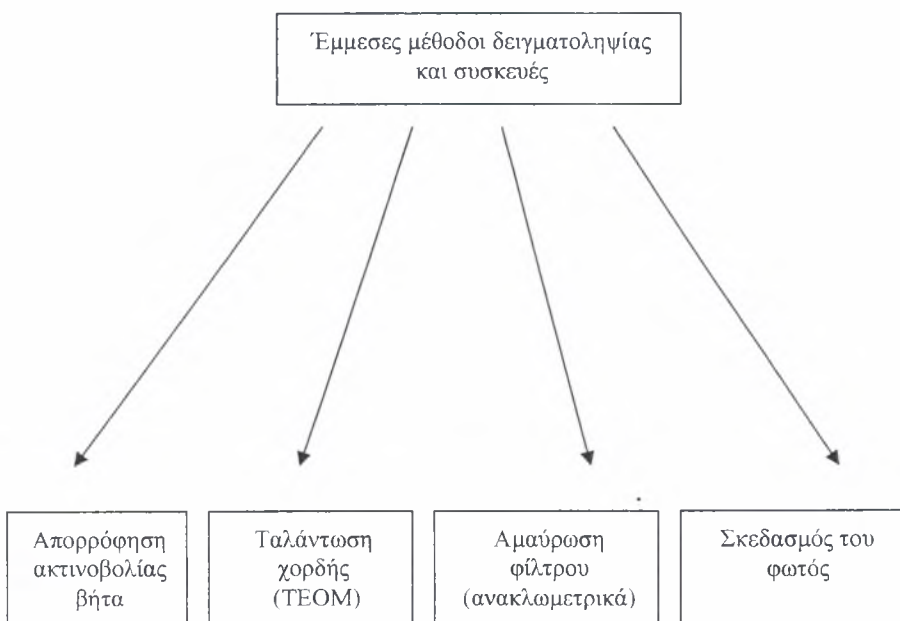 Έμμεσες μέθοδοι δειγματοληψίας
και συσκευές
Απορρόφηση
ακτινοβολίας
βήτα
Ταλάντωση
χορδής
(TEOM)
Αμαύρωση
φίλτρου
(ανακλωμετρικά)
Σκεδασμός του
φωτός